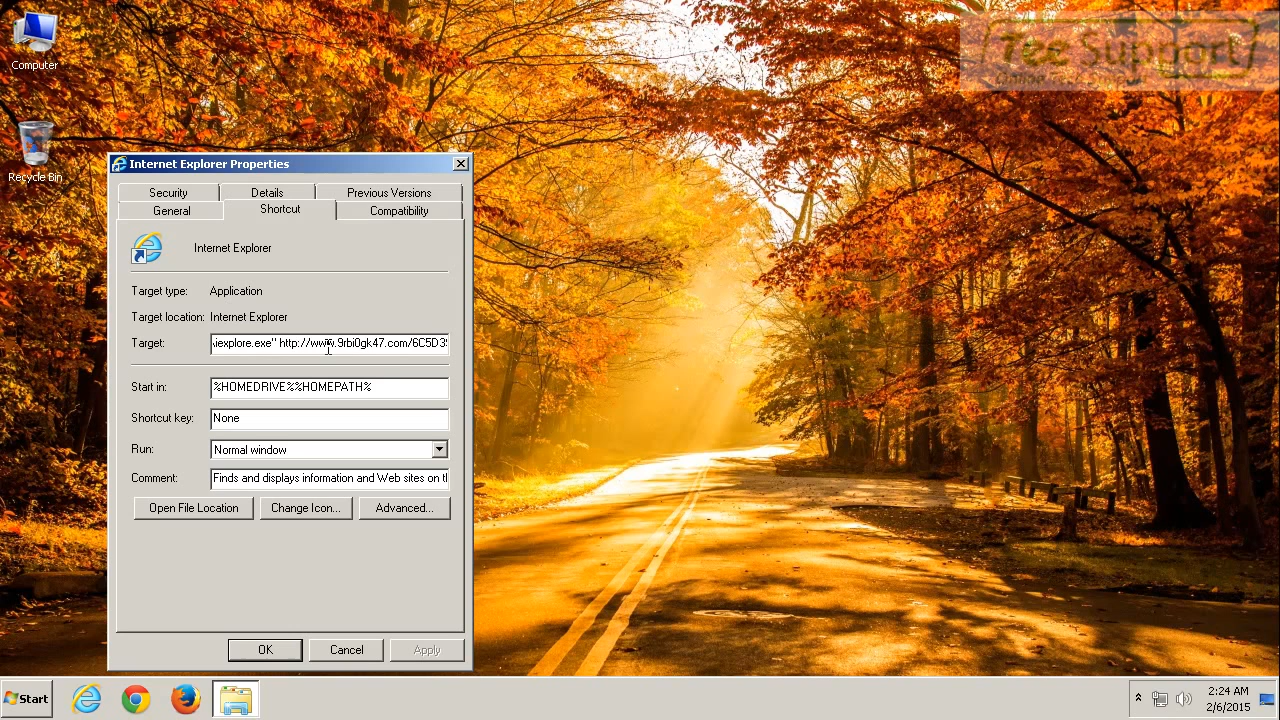 Computer
Recycle Bin
Tee Support
Internet Explorer Properties
Security Details Previous Versions
General Shortcut Compatibility
Internet Explorer
Target type: Application
Target location: Internet Explorer
Target: iexplore.exe" http://www.9rbi0gk47.com/6C5D39
Start in: %HOMEDRIVE%%HOMEPATH%
Shortcut key: None
Run: Normal window
Comment: Finds and displays information and Web sites on t
Open File Location Change Icon... Advanced...
OK Cancel Apply
Start
2:24 AM
2/6/2015